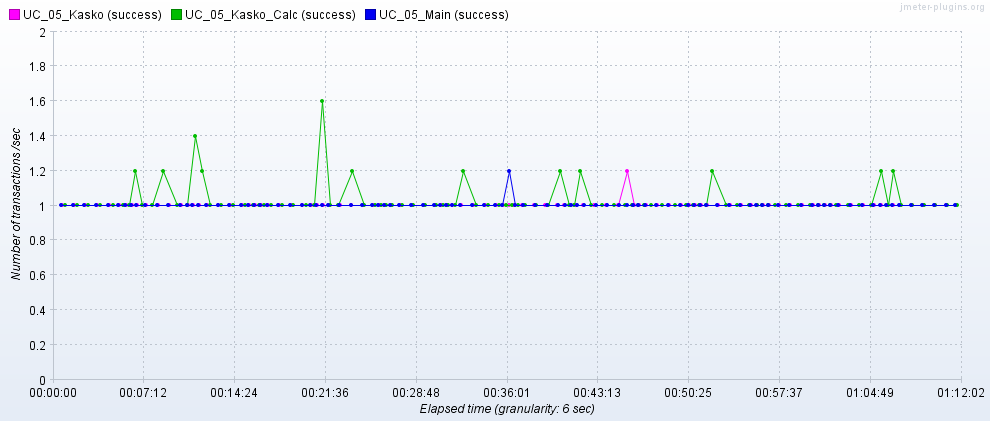 UC_05_Kasko (success) UC_05_Kasko_Calc (success) UC_05_Main (success)
jmeter-plugins.org
Number of transactions/sec
2
1.8
1.6
1.4
1.2
1
0.8
0.6
0.4
0.2
0
00:00:00 00:07:12 00:14:24 00:21:36 00:28:48 00:36:01 00:43:13 00:50:25 00:57:37 01:04:49 01:12:02
Elapsed time (granularity: 6 sec)